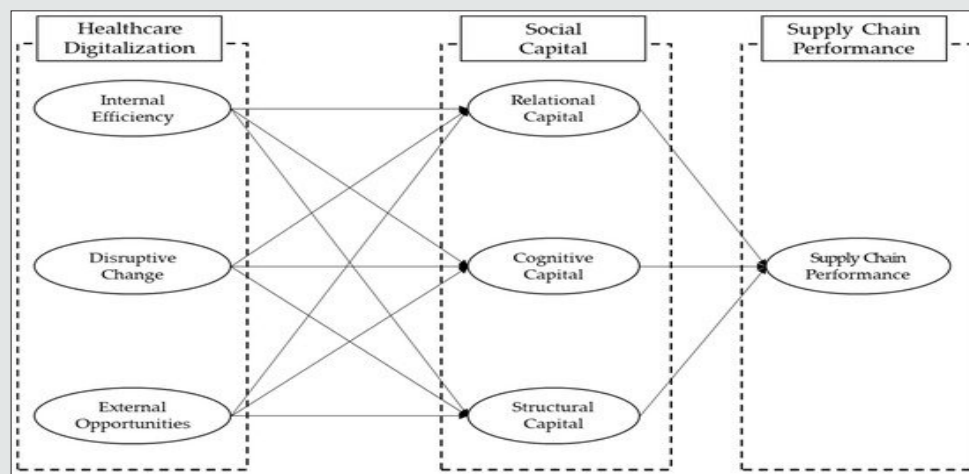 Healthcare
Digitalization
Social
Capital
Supply Chain
Performance
Internal
Efficiency
Relational
Capital
Disruptive
Change
Cognitive
Capital
Supply Chain
Performance
External
Opportunities
Structural
Capital